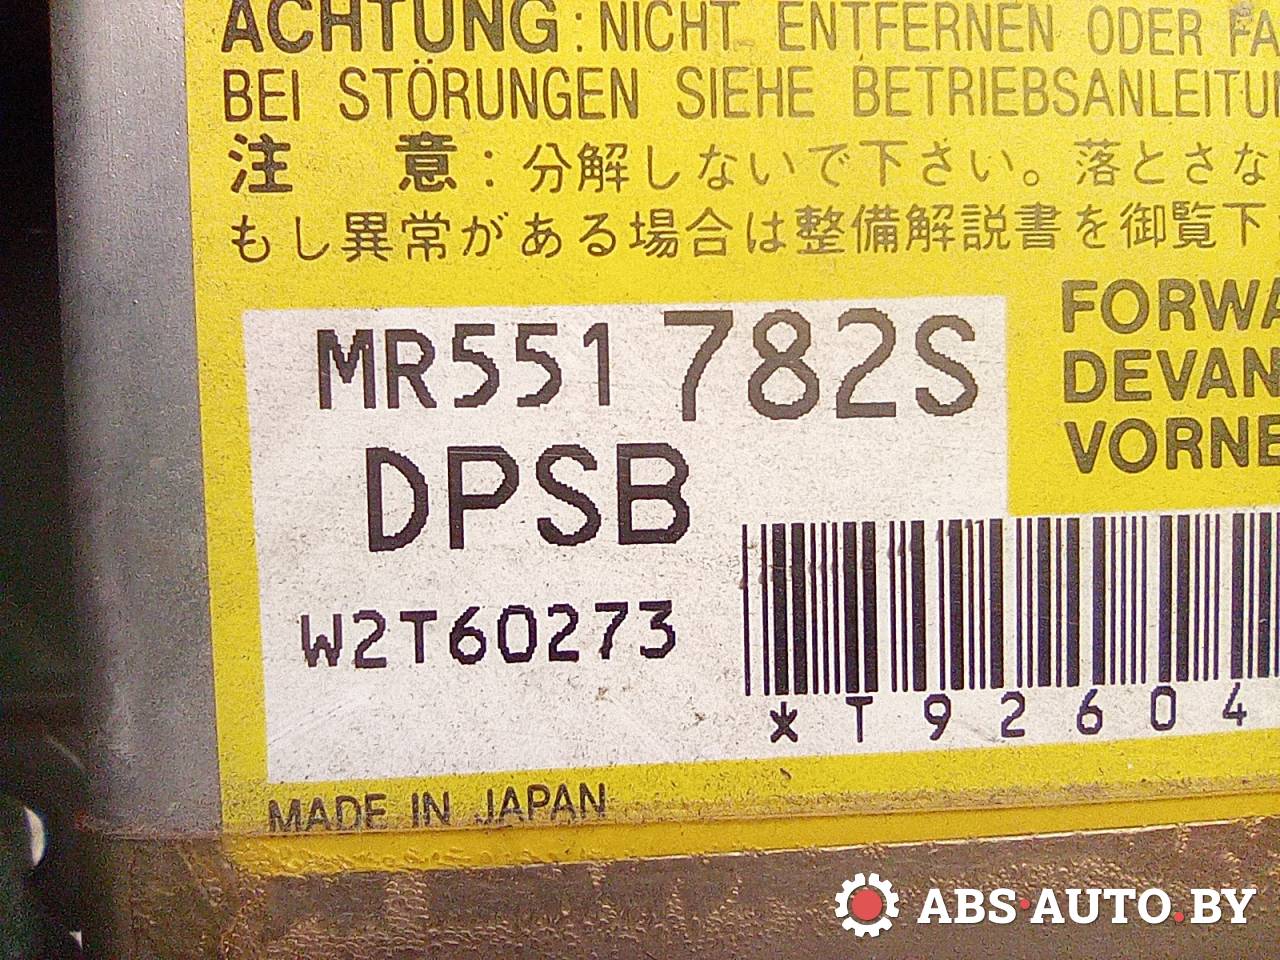 ACHTUNG : NICHT ENTFERNEN ODER FA
BEI STÖRUNGEN SIEHE BETRIEBSANLEITU
注 意 : 分解しないで下さい。 落とさな
もし異常がある場合は整備解説書を御覧下
FORWA
DEVAN
VORNE
MR551782S
DPSB
W2T60273
*T92604
MADE IN JAPAN
ABS·AUTO.BY